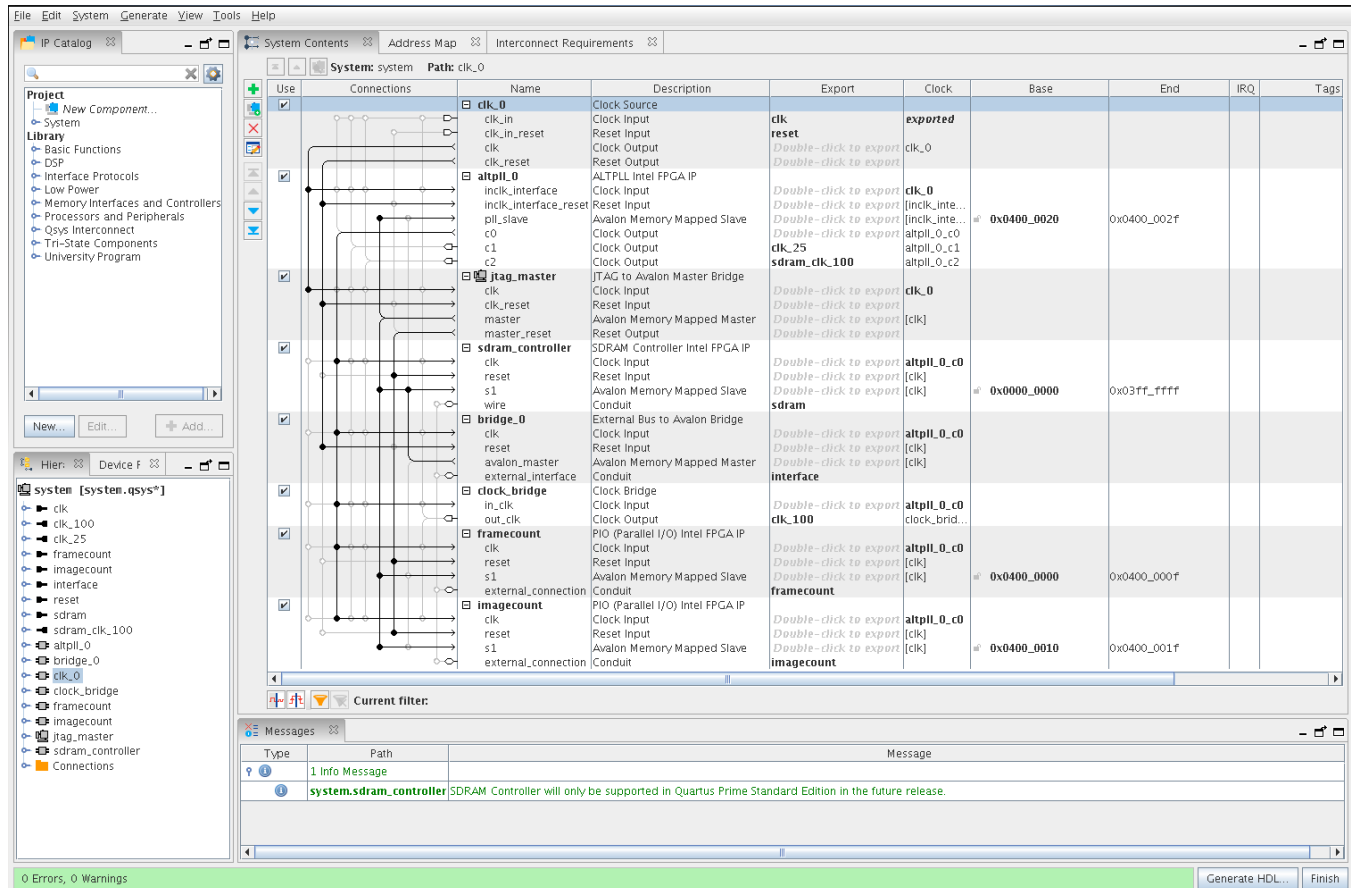 File Edit System Generate View Tools Help
IP Catalog
System Contents Address Map Interconnect Requirements
System: system Path: clk_0
Project
New Component...
System
Library
Basic Functions
DSP
Interface Protocols
Low Power
Memory Interfaces and Controllers
Processors and Peripherals
Qsys Interconnect
Tri-State Components
University Program
New... Edit... Add...
Hier: Device F
system [system.qsys*]
clk
clk_100
clk_25
framecount
imagecount
interface
reset
sdram
sdram_clk_100
altpll_0
bridge_0
clk_0
clock_bridge
framecount
imagecount
jtag_master
sdram_controller
Connections
Use Connections Name Description Export Clock Base End IRQ Tags
clk_0 Clock Source
clk_in Clock Input clk exported
clk_in_reset Reset Input reset
clk Clock Output Double-click to export clk_0
clk_reset Reset Output Double-click to export
altpll_0 ALTPLL Intel FPGA IP
inclk_interface Clock Input Double-click to export clk_0
inclk_interface_reset Reset Input Double-click to export [inclk_inte...
pll_slave Avalon Memory Mapped Slave Double-click to export [inclk_inte... 0x0400_0020 0x0400_002f
c0 Clock Output Double-click to export altpll_0_c0
c1 Clock Output clk_25 altpll_0_c1
c2 Clock Output sdram_clk_100 altpll_0_c2
jtag_master JTAG to Avalon Master Bridge
clk Clock Input Double-click to export clk_0
clk_reset Reset Input Double-click to export
master Avalon Memory Mapped Master Double-click to export [clk]
master_reset Reset Output Double-click to export
sdram_controller SDRAM Controller Intel FPGA IP
clk Clock Input Double-click to export altpll_0_c0
reset Reset Input Double-click to export [clk]
s1 Avalon Memory Mapped Slave Double-click to export [clk] 0x0000_0000 0x03ff_ffff
wire Conduit sdram
bridge_0 External Bus to Avalon Bridge
clk Clock Input Double-click to export altpll_0_c0
reset Reset Input Double-click to export [clk]
avalon_master Avalon Memory Mapped Master Double-click to export [clk]
external_interface Conduit interface
clock_bridge Clock Bridge
in_clk Clock Input Double-click to export altpll_0_c0
out_clk Clock Output clk_100 clock_brid...
framecount PIO (Parallel I/O) Intel FPGA IP
clk Clock Input Double-click to export altpll_0_c0
reset Reset Input Double-click to export [clk]
s1 Avalon Memory Mapped Slave Double-click to export [clk] 0x0400_0000 0x0400_000f
external_connection Conduit framecount
imagecount PIO (Parallel I/O) Intel FPGA IP
clk Clock Input Double-click to export altpll_0_c0
reset Reset Input Double-click to export [clk]
s1 Avalon Memory Mapped Slave Double-click to export [clk] 0x0400_0010 0x0400_001f
external_connection Conduit imagecount
Current filter:
Messages
Type Path Message
1 Info Message
system.sdram_controller SDRAM Controller will only be supported in Quartus Prime Standard Edition in the future release.
0 Errors, 0 Warnings
Generate HDL... Finish